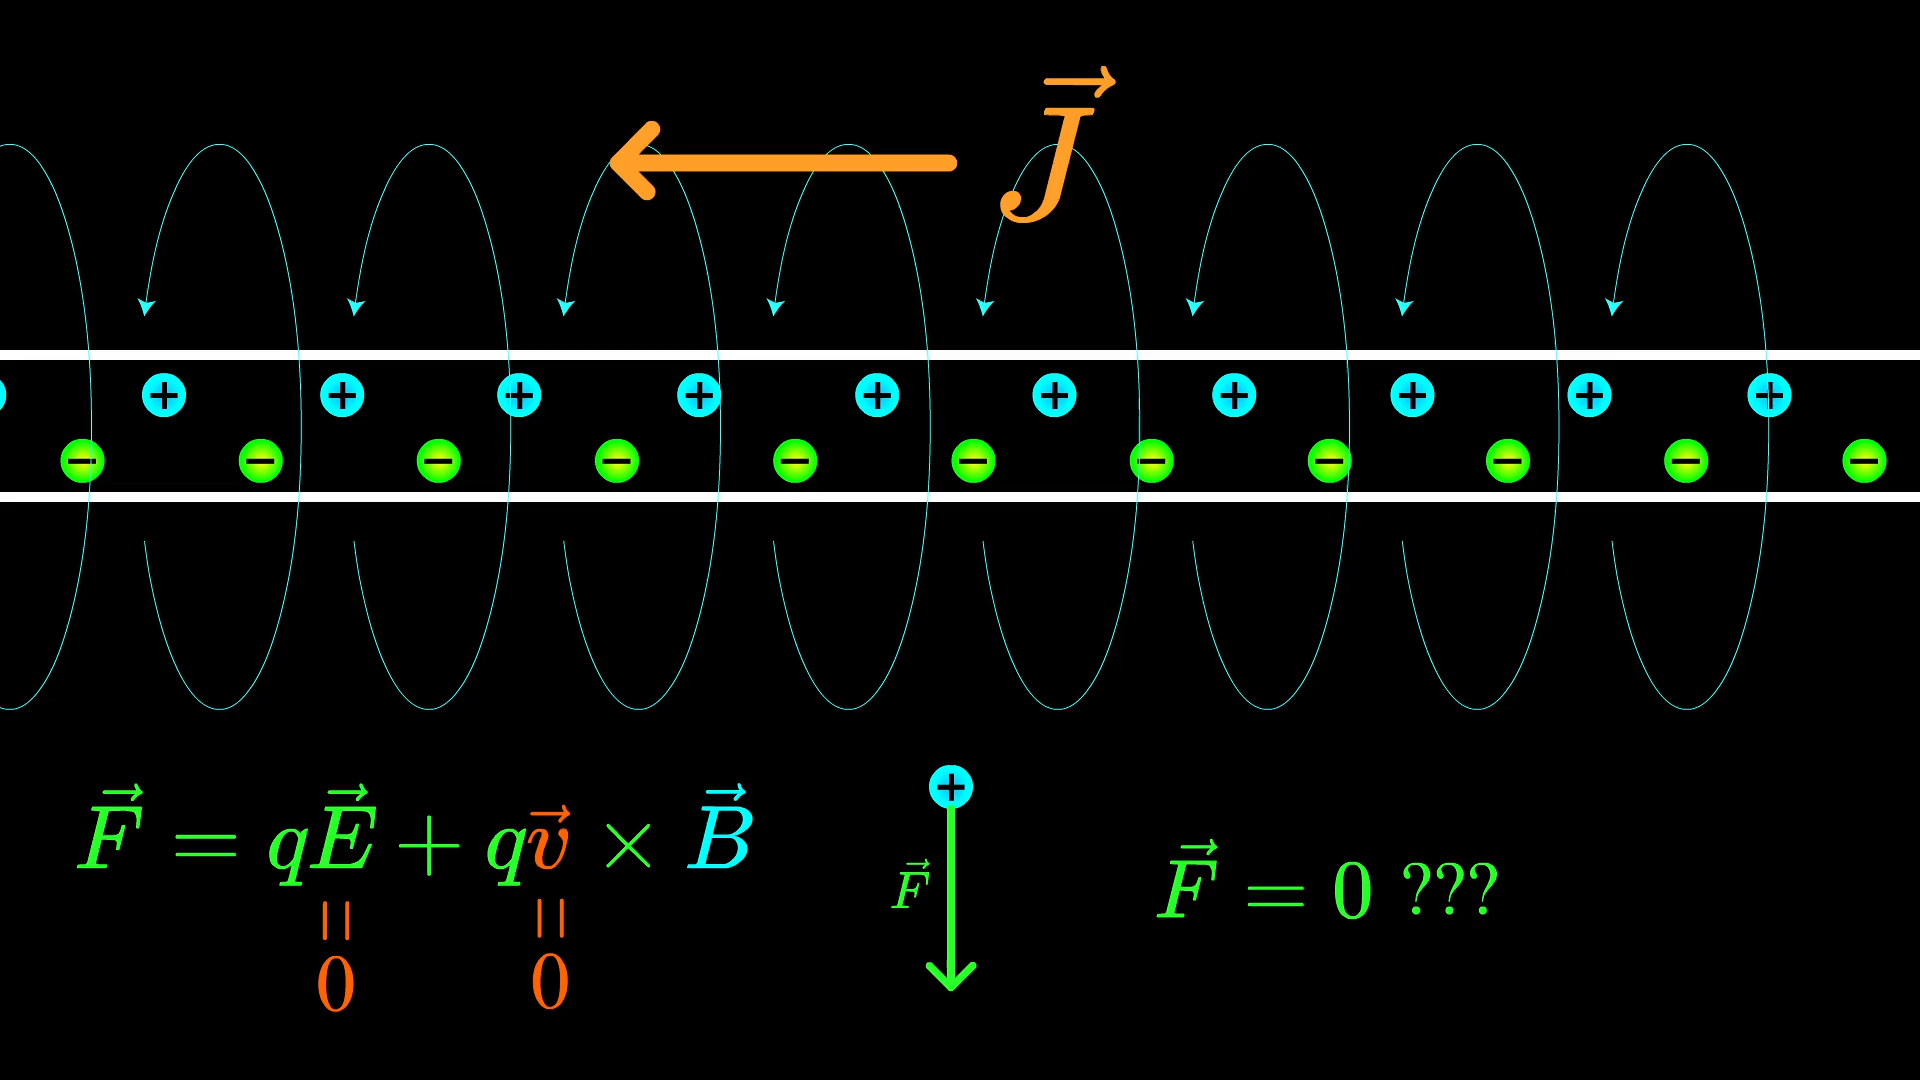 J⃗
+ + + + + + + + + +
− − − − − − − − − − −
+
F⃗ = qE⃗ + qv⃗ × B⃗
F⃗
F⃗ = 0 ???
|| ||
0 0